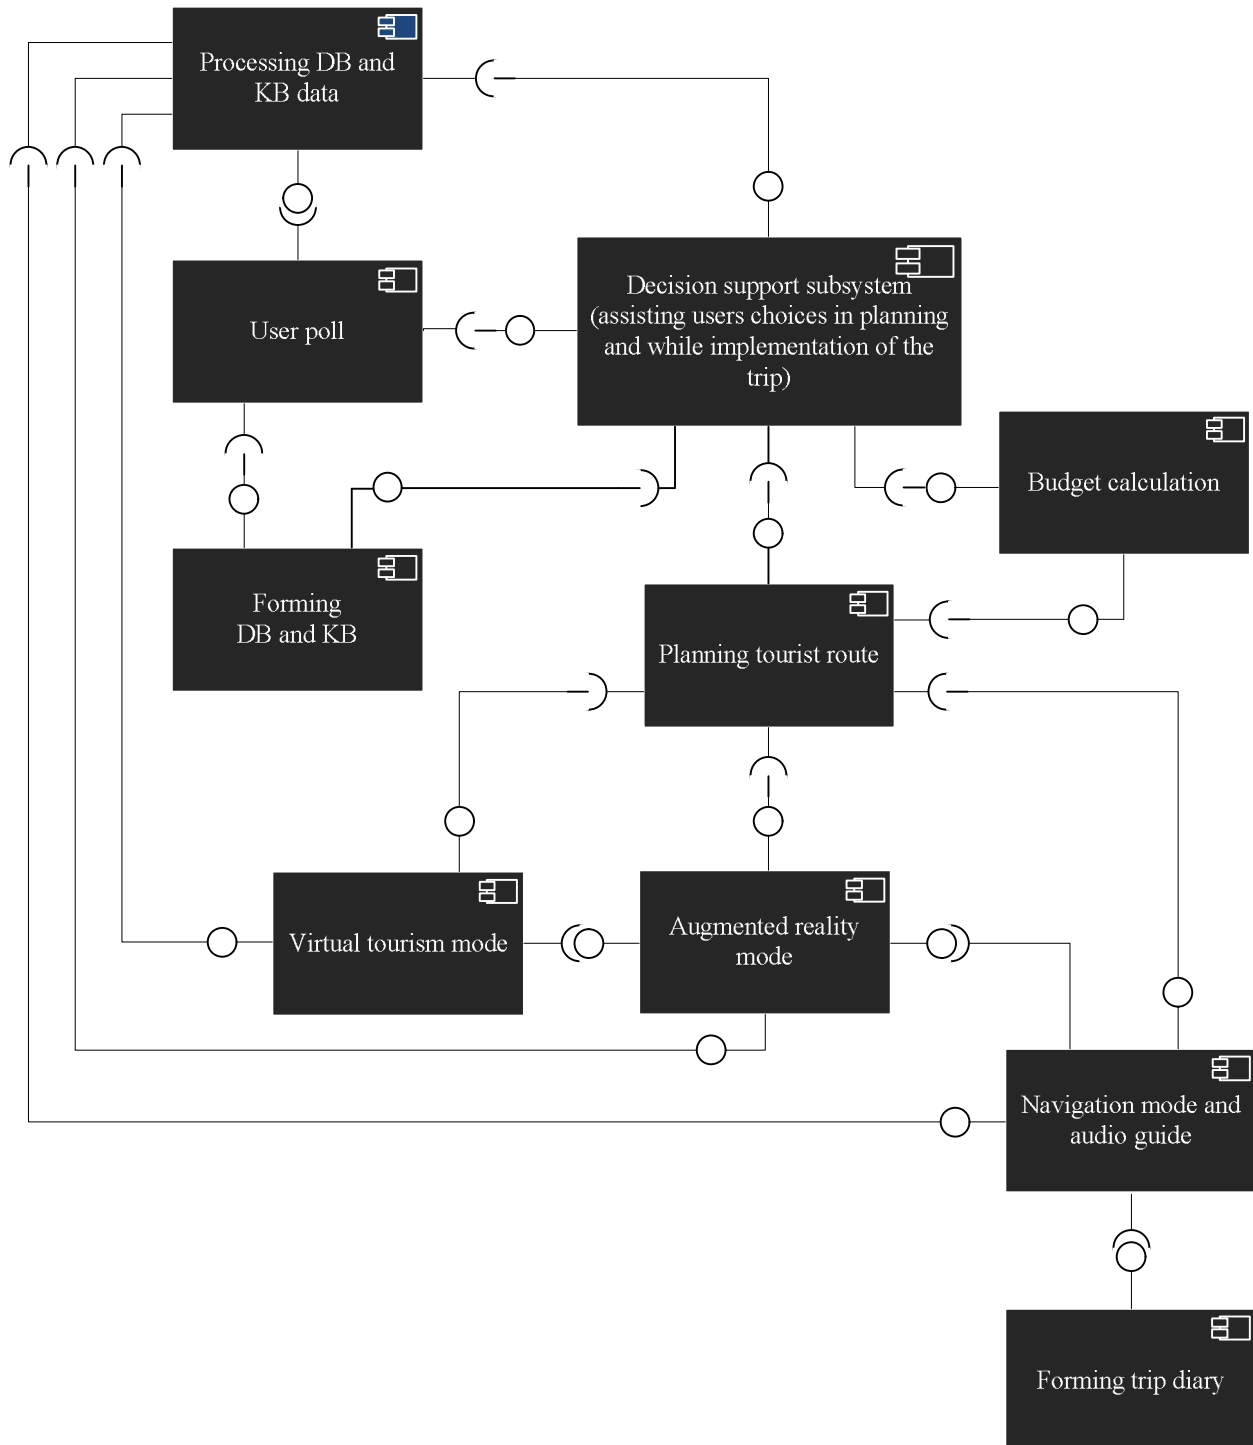 Processing DB and
KB data
Decision support subsystem
(assisting users choices in planning
and while implementation of the
trip)
User poll
Budget calculation
Forming
DB and KB
Planning tourist route
Virtual tourism mode
Augmented reality
mode
Navigation mode and
audio guide
Forming trip diary